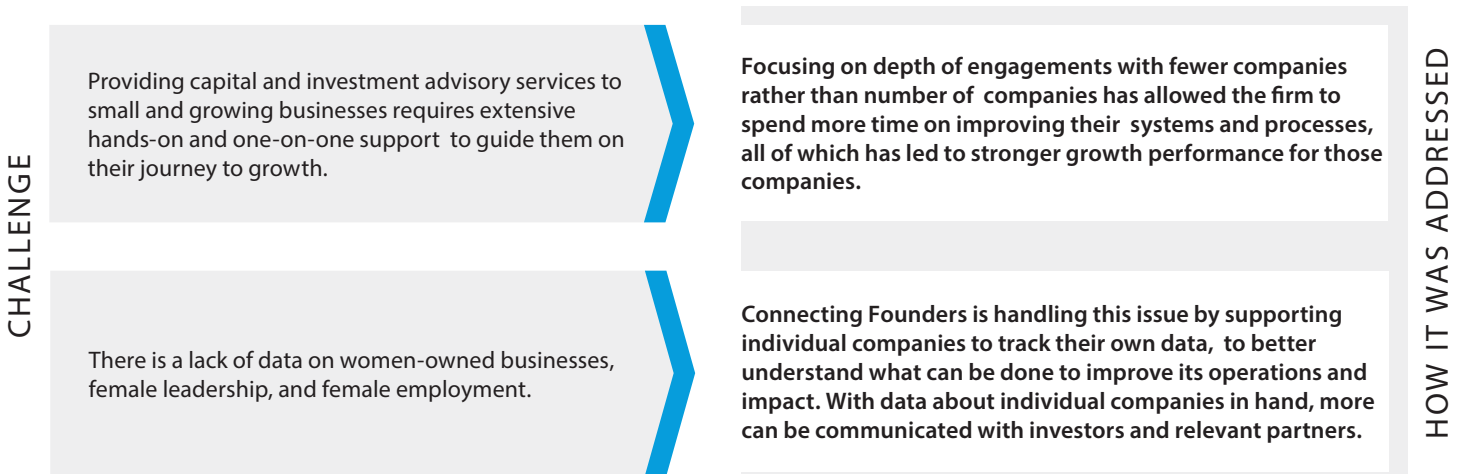 CHALLENGE
Providing capital and investment advisory services to
small and growing businesses requires extensive
hands-on and one-on-one support to guide them on
their journey to growth.
Focusing on depth of engagements with fewer companies
rather than number of companies has allowed the firm to
spend more time on improving their systems and processes,
all of which has led to stronger growth performance for those
companies.
There is a lack of data on women-owned businesses,
female leadership, and female employment.
Connecting Founders is handling this issue by supporting
individual companies to track their own data, to better
understand what can be done to improve its operations and
impact. With data about individual companies in hand, more
can be communicated with investors and relevant partners.
HOW IT WAS ADDRESSED